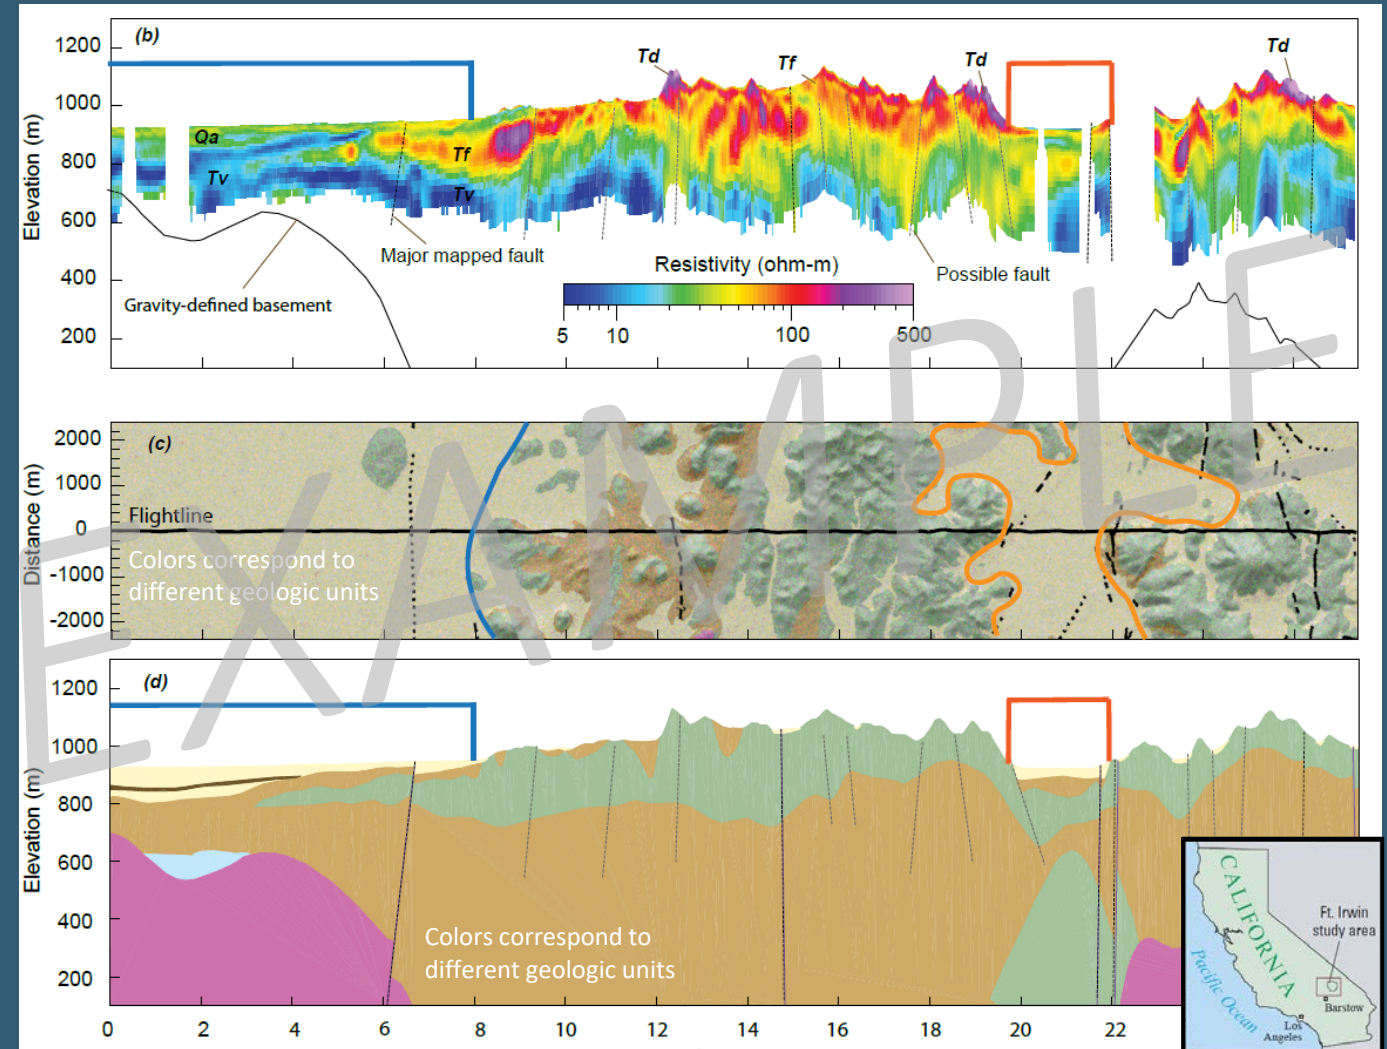 (b)
1200
1000
800
600
400
200
Elevation (m)
Td
Tf
Td
Td
Qa
Tv
Tf
Tv
Major mapped fault
Gravity-defined basement
Resistivity (ohm-m)
5 10 100 500
Possible fault
(c)
2000
1000
0
-1000
-2000
Distance (m)
Flightline
Colors correspond to
different geologic units
EXAMPLE
(d)
1200
1000
800
600
400
200
Elevation (m)
Colors correspond to
different geologic units
0 2 4 6 8 10 12 14 16 18 20 22
CALIFORNIA
Ft. Irwin
study area
Pacific Ocean
Barstow
Los
Angeles